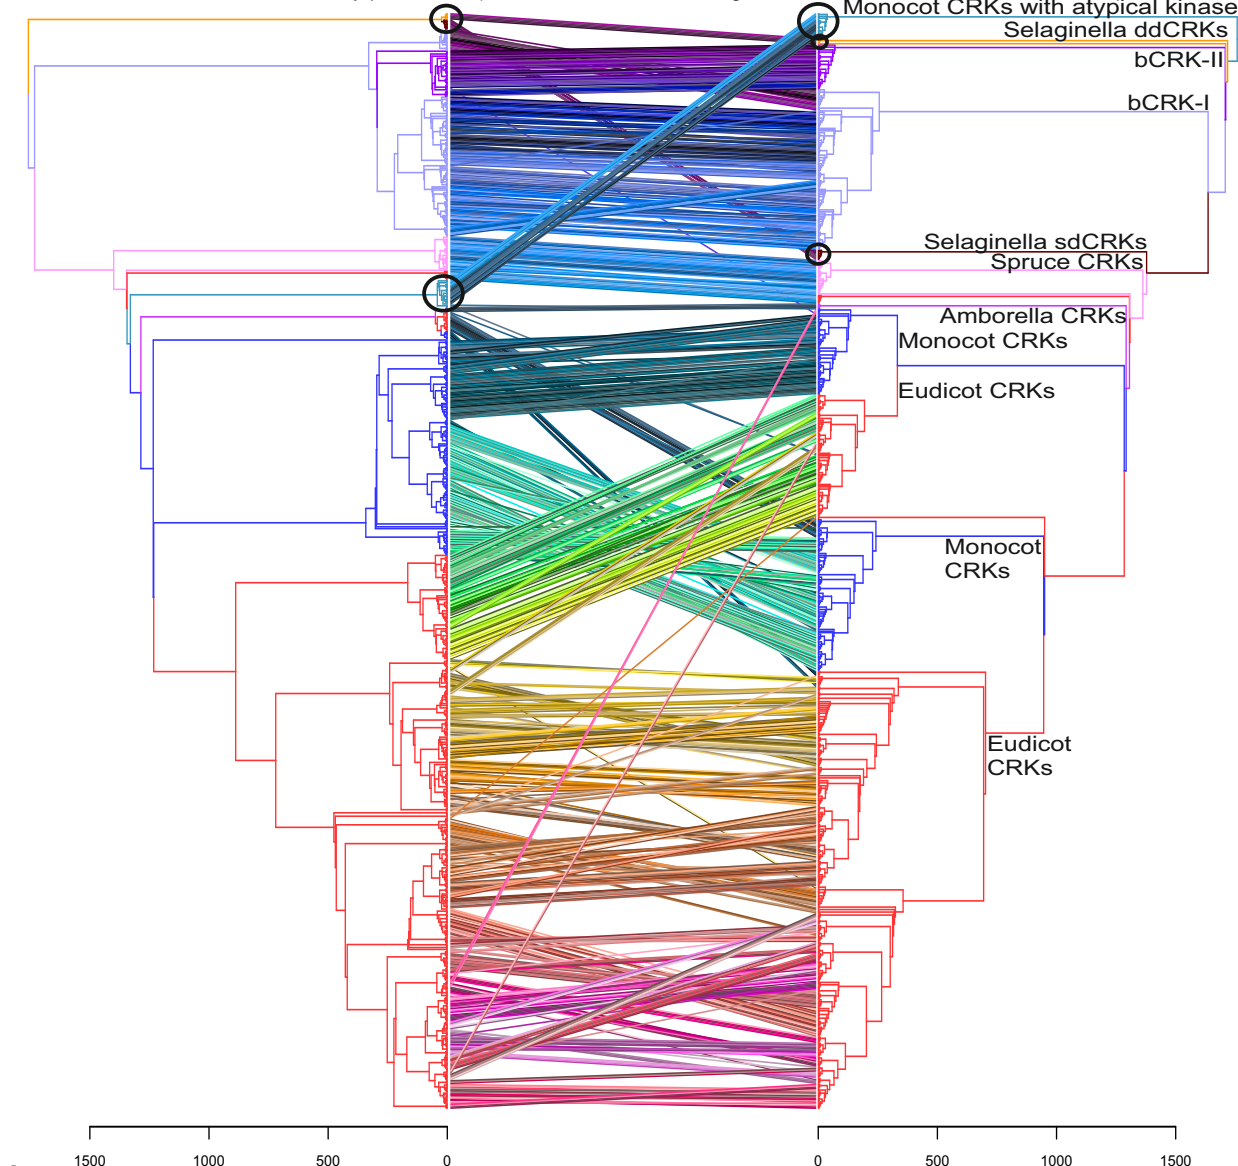 Monocot CRKs with atypical kinase
Selaginella ddCRKs
bCRK-II
bCRK-I
Selaginella sdCRKs
Spruce CRKs
Amborella CRKs
Monocot CRKs
Eudicot CRKs
Monocot
CRKs
Eudicot
CRKs
1500 1000 500 0 0 500 1000 1500